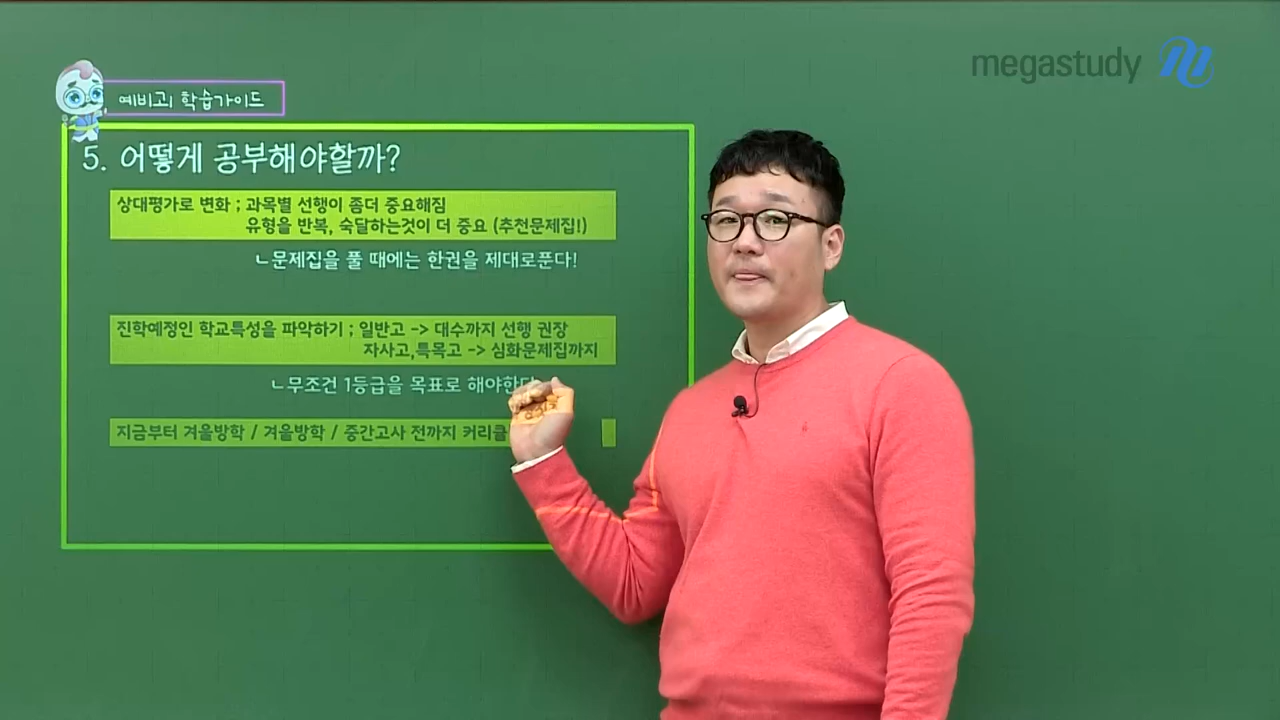 megastudy
예비고1 학습가이드
5. 어떻게 공부해야할까?
상대평가로 변화 ; 과목별 선행이 좀더 중요해짐
유형을 반복, 숙달하는것이 더 중요 (추천문제집!)
ㄴ문제집을 풀 때에는 한권을 제대로푼다!
진학예정인 학교특성을 파악하기 ; 일반고 -> 대수까지 선행 권장
자사고,특목고 -> 심화문제집까지
ㄴ무조건 1등급을 목표로 해야한다
지금부터 겨울방학 / 겨울방학 / 중간고사 전까지